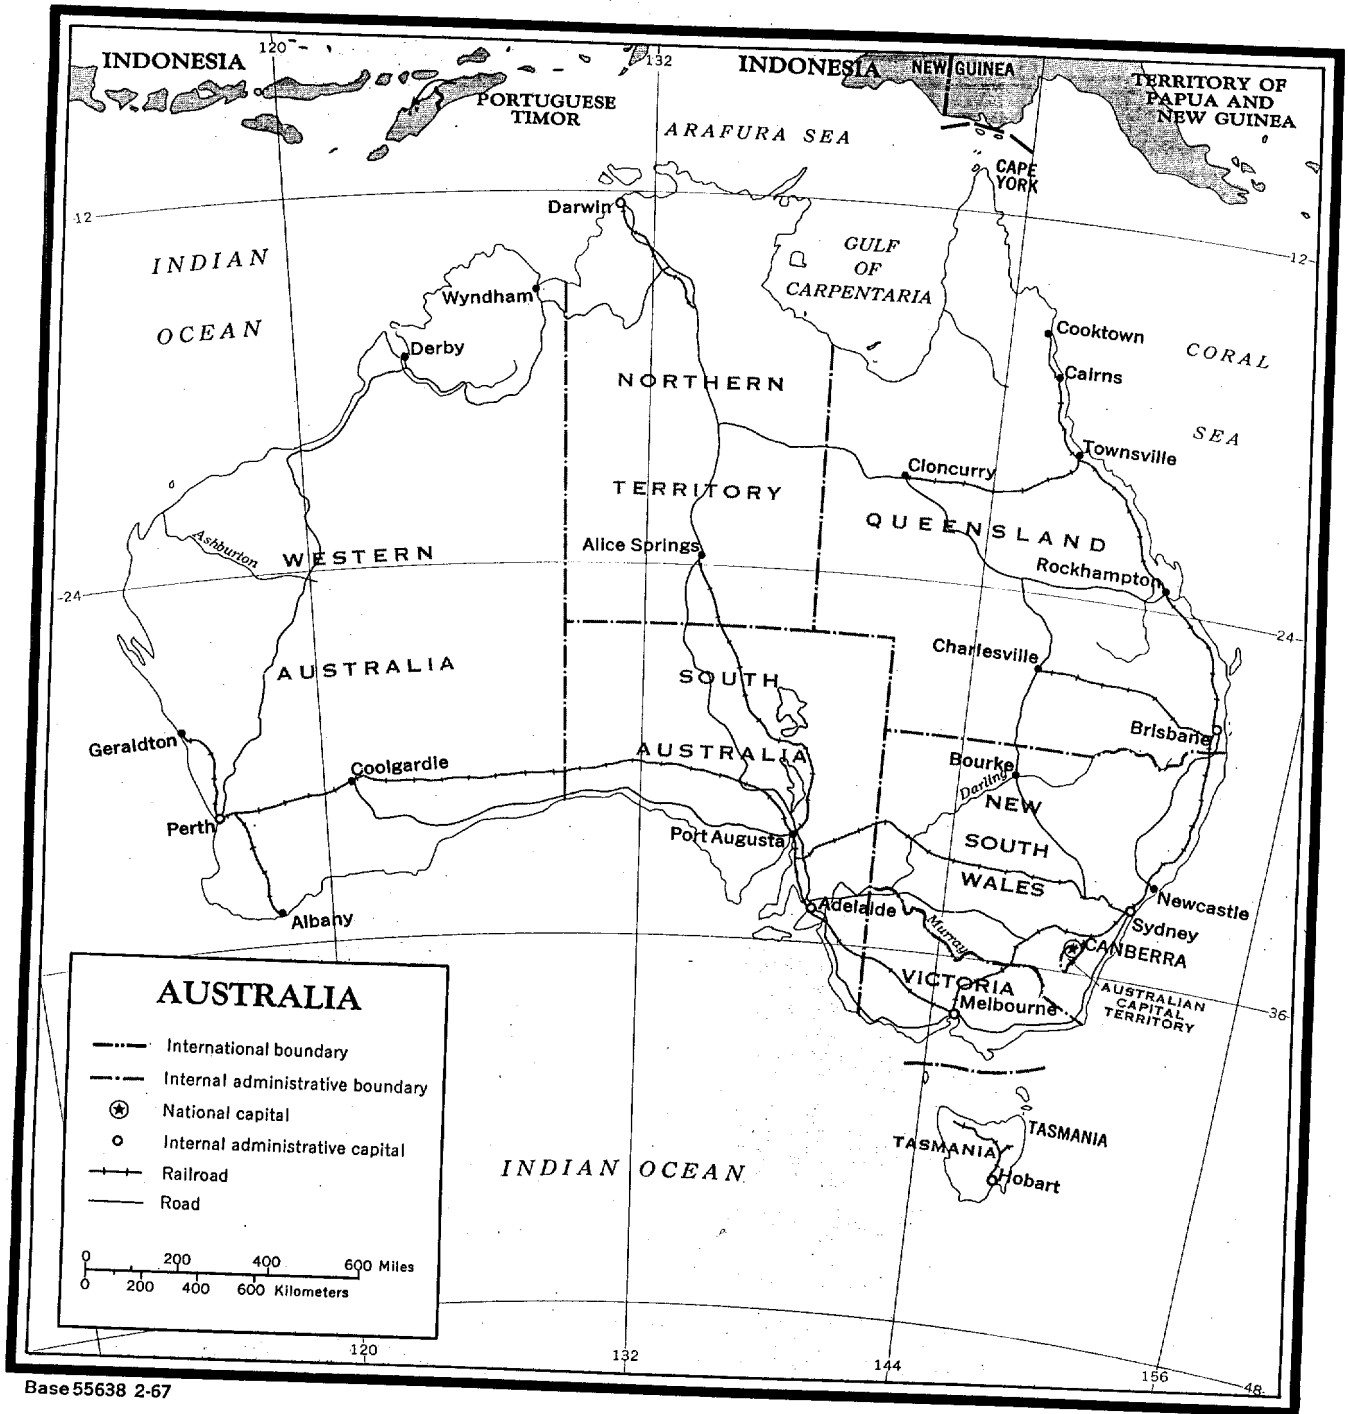 120
132
INDONESIA
INDONESIA
NEW GUINEA
TERRITORY OF
PAPUA AND
NEW GUINEA
PORTUGUESE
TIMOR
ARAFURA SEA
CAPE
YORK
12
12
Darwin
INDIAN
OCEAN
GULF
OF
CARPENTARIA
Wyndham
Cooktown
CORAL
SEA
Derby
Cairns
NORTHERN
TERRITORY
Townsville
Cloncurry
QUEENSLAND
Ashburton
WESTERN
AUSTRALIA
Alice Springs
Rockhampton
24
24
Charlesville
SOUTH
AUSTRALIA
Geraldton
Brisbane
Coolgardie
Bourke
Darling
NEW
SOUTH
WALES
Perth
Port Augusta
Newcastle
Albany
Adelaide
Sydney
Murray
CANBERRA
VICTORIA
AUSTRALIAN
CAPITAL
TERRITORY
Melbourne
36
TASMANIA
TASMANIA
Hobart
INDIAN OCEAN
AUSTRALIA
International boundary
Internal administrative boundary
National capital
Internal administrative capital
Railroad
Road
0 200 400 600 Miles
0 200 400 600 Kilometers
120
132
144
156
48
Base 55638 2-67